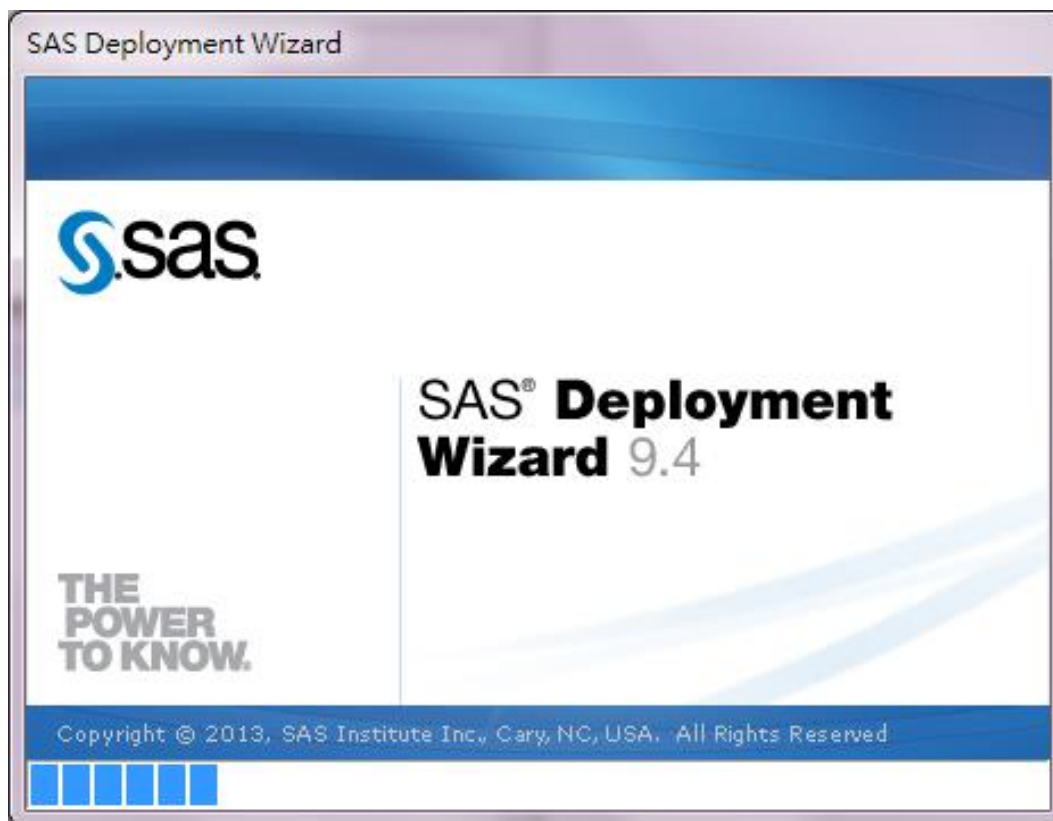 SAS Deployment Wizard
sas
SAS® Deployment
Wizard 9.4
THE
POWER
TO KNOW.
Copyright © 2013, SAS Institute Inc., Cary, NC, USA. All Rights Reserved